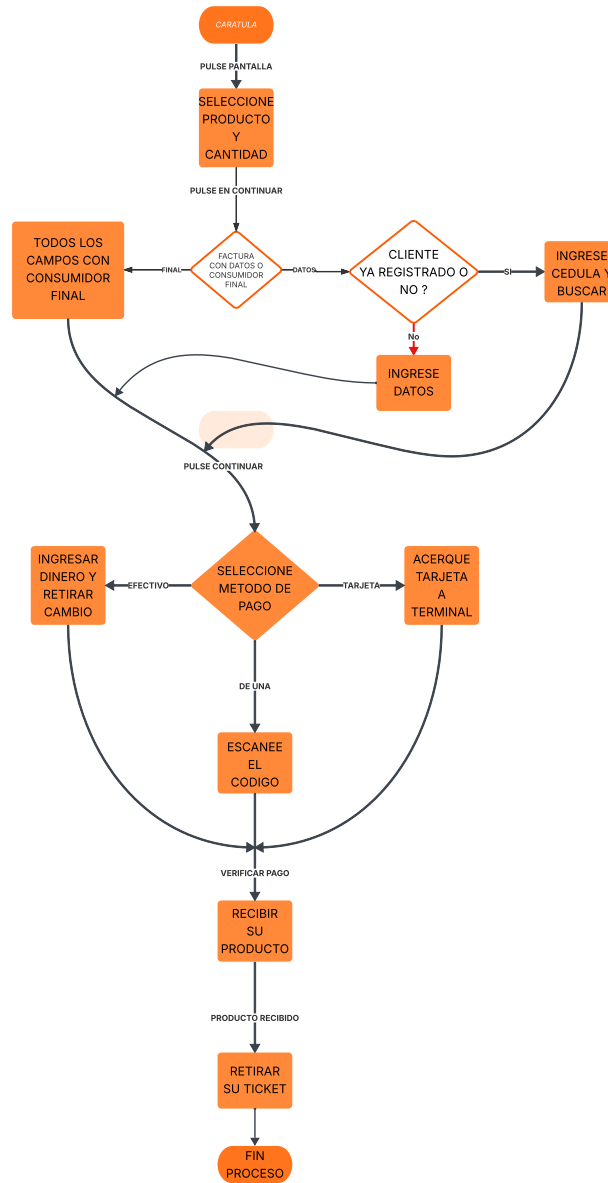 CARATULA
PULSE PANTALLA
SELECCIONE
PRODUCTO
Y
CANTIDAD
PULSE EN CONTINUAR
TODOS LOS
CAMPOS CON
CONSUMIDOR
FINAL
FINAL
FACTURA
CON DATOS O
CONSUMIDOR
FINAL
DATOS
CLIENTE
YA REGISTRADO O
NO ?
SI
INGRESE
CEDULA Y
BUSCAR
No
INGRESE
DATOS
PULSE CONTINUAR
INGRESAR
DINERO Y
RETIRAR
CAMBIO
EFECTIVO
SELECCIONE
METODO DE
PAGO
TARJETA
ACERQUE
TARJETA
A
TERMINAL
DE UNA
ESCANEE
EL
CODIGO
VERIFICAR PAGO
RECIBIR
SU
PRODUCTO
PRODUCTO RECIBIDO
RETIRAR
SU TICKET
FIN
PROCESO